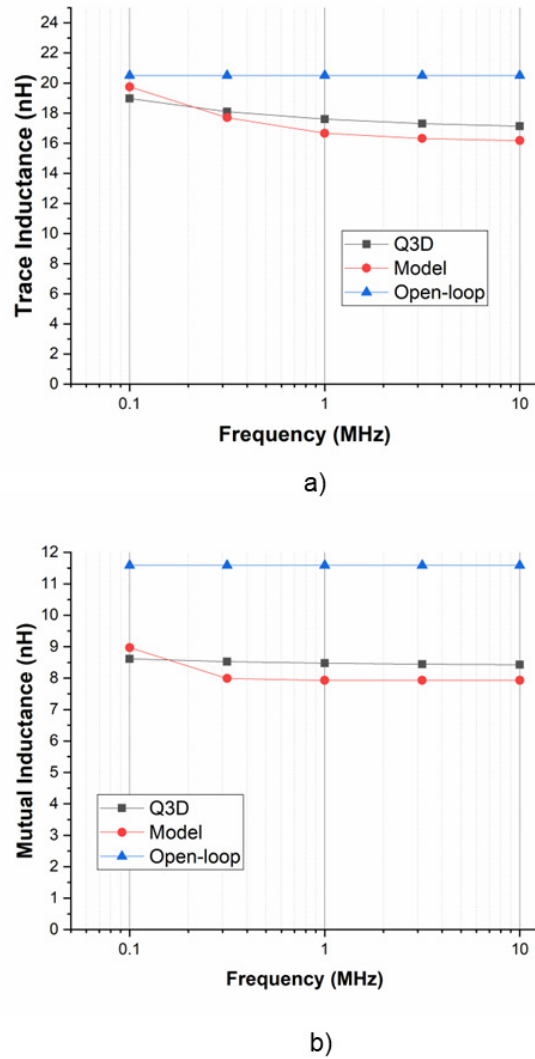 24
22
20
18
16
14
12
10
8
6
4
2
0
Trace Inductance (nH)
Q3D
Model
Open-loop
0.1
1
10
Frequency (MHz)
a)
12
11
10
9
8
7
6
5
4
3
2
1
0
Mutual Inductance (nH)
Q3D
Model
Open-loop
0.1
1
10
Frequency (MHz)
b)